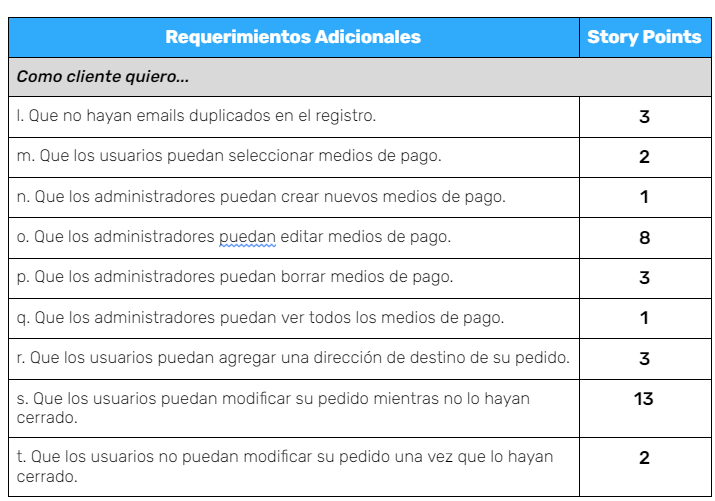 Requerimientos Adicionales Story Points
Como cliente quiero...
l. Que no hayan emails duplicados en el registro. 3
m. Que los usuarios puedan seleccionar medios de pago. 2
n. Que los administradores puedan crear nuevos medios de pago. 1
o. Que los administradores puedan editar medios de pago. 8
p. Que los administradores puedan borrar medios de pago. 3
q. Que los administradores puedan ver todos los medios de pago. 1
r. Que los usuarios puedan agregar una dirección de destino de su pedido. 3
s. Que los usuarios puedan modificar su pedido mientras no lo hayan 13
cerrado.
t. Que los usuarios no puedan modificar su pedido una vez que lo hayan 2
cerrado.